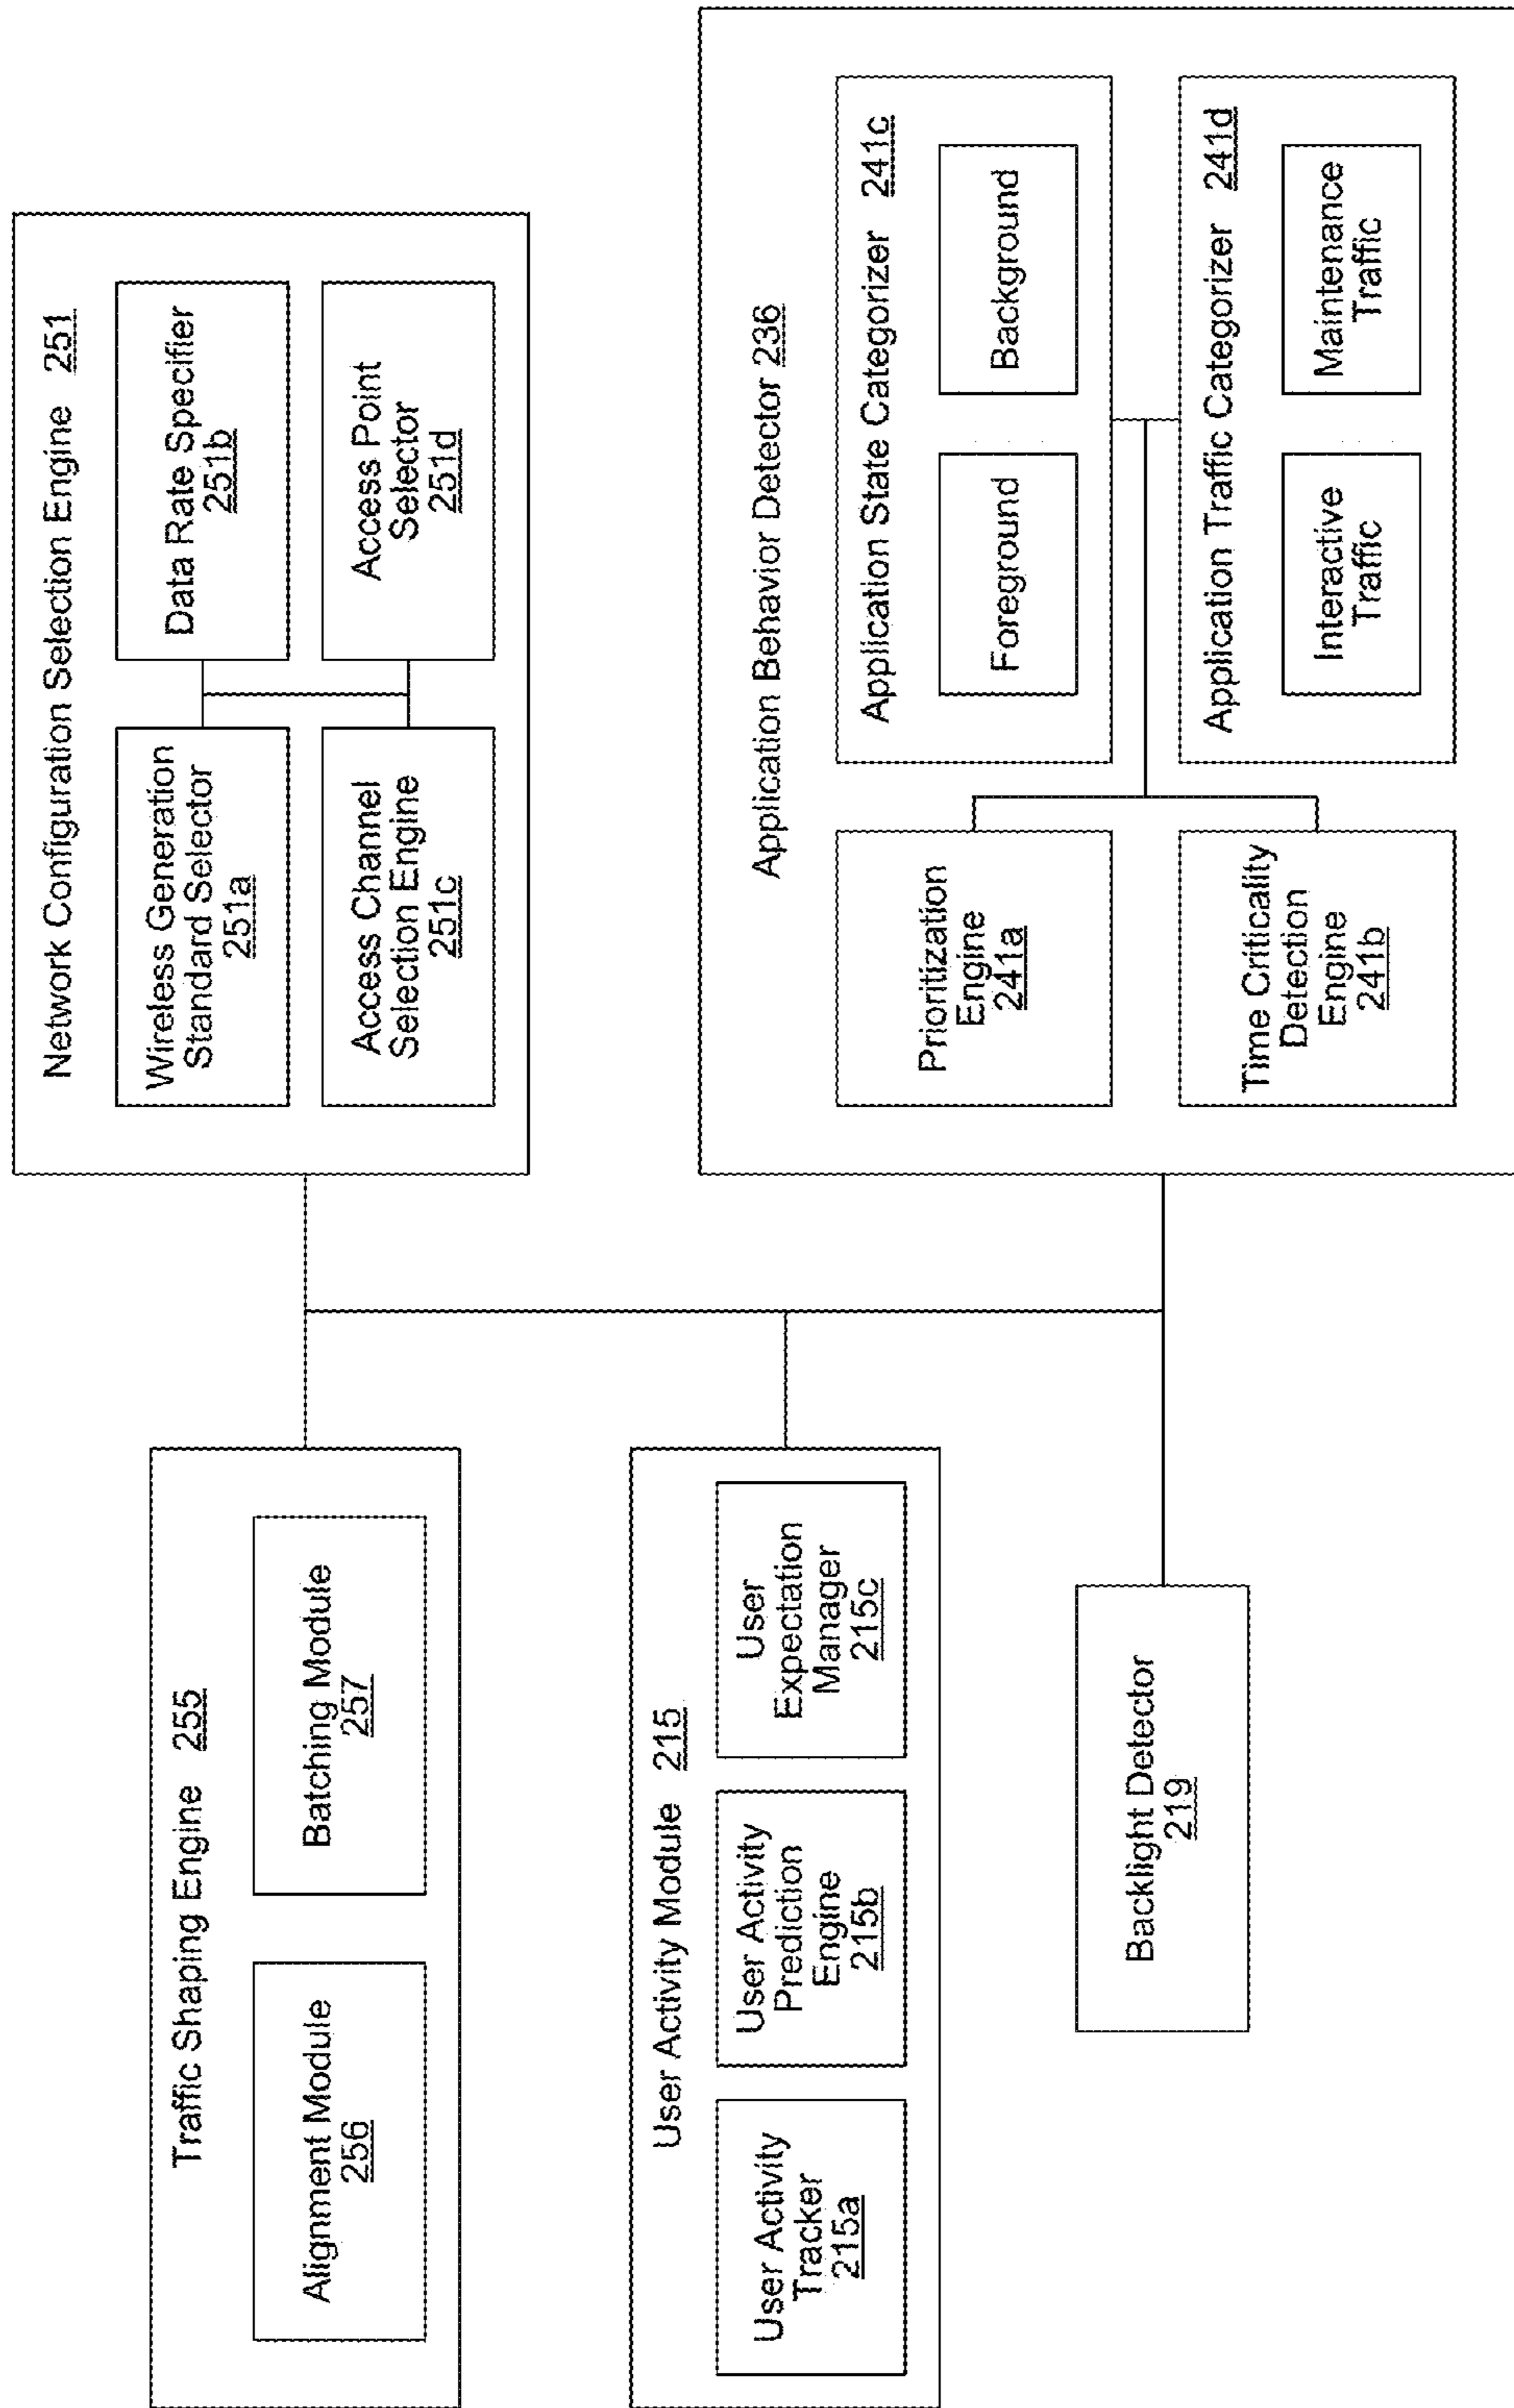 Traffic Shaping Engine 255
Alignment Module
256
Batching Module
257
User Activity Module 215
User Activity
Tracker
215a
User Activity
Prediction
Engine
215b
User
Expectation
Manager
215c
Backlight Detector
219
Network Configuration Selection Engine 251
Wireless Generation
Standard Selector
251a
Data Rate Specifier
251b
Access Channel
Selection Engine
251c
Access Point
Selector
251d
Application Behavior Detector 236
Prioritization
Engine
241a
Time Criticality
Detection
Engine
241b
Application State Categorizer 241c
Foreground
Background
Application Traffic Categorizer 241d
Interactive
Traffic
Maintenance
Traffic